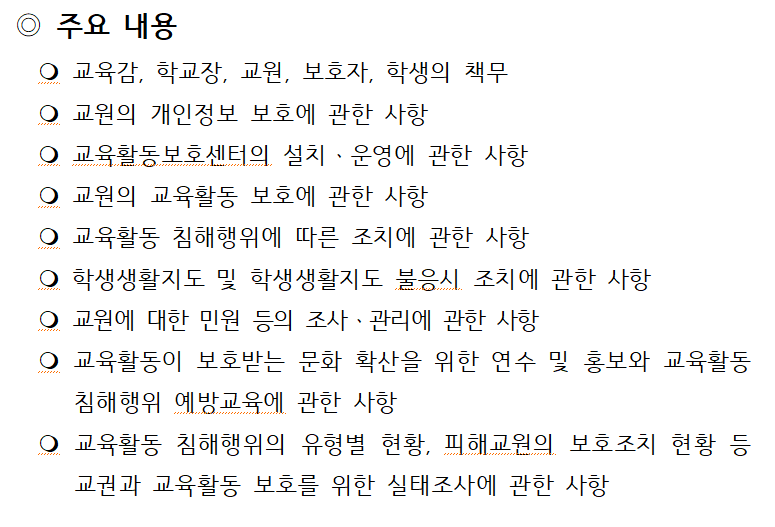 ◎ 주요 내용
❍ 교육감, 학교장, 교원, 보호자, 학생의 책무
❍ 교원의 개인정보 보호에 관한 사항
❍ 교육활동보호센터의 설치ㆍ운영에 관한 사항
❍ 교원의 교육활동 보호에 관한 사항
❍ 교육활동 침해행위에 따른 조치에 관한 사항
❍ 학생생활지도 및 학생생활지도 불응시 조치에 관한 사항
❍ 교원에 대한 민원 등의 조사ㆍ관리에 관한 사항
❍ 교육활동이 보호받는 문화 확산을 위한 연수 및 홍보와 교육활동
침해행위 예방교육에 관한 사항
❍ 교육활동 침해행위의 유형별 현황, 피해교원의 보호조치 현황 등
교권과 교육활동 보호를 위한 실태조사에 관한 사항